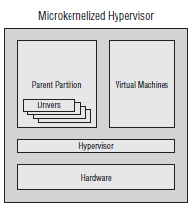 Microkernelized Hypervisor
Parent Partition
Drivers
Virtual Machines
Hypervisor
Hardware